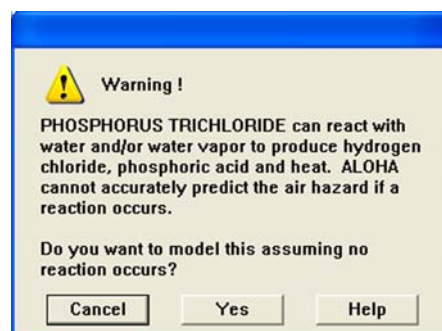 Warning !
PHOSPHORUS TRICHLORIDE can react with
water and/or water vapor to produce hydrogen
chloride, phosphoric acid and heat.  ALOHA
cannot accurately predict the air hazard if a
reaction occurs.
Do you want to model this assuming no
reaction occurs?
Cancel
Yes
Help